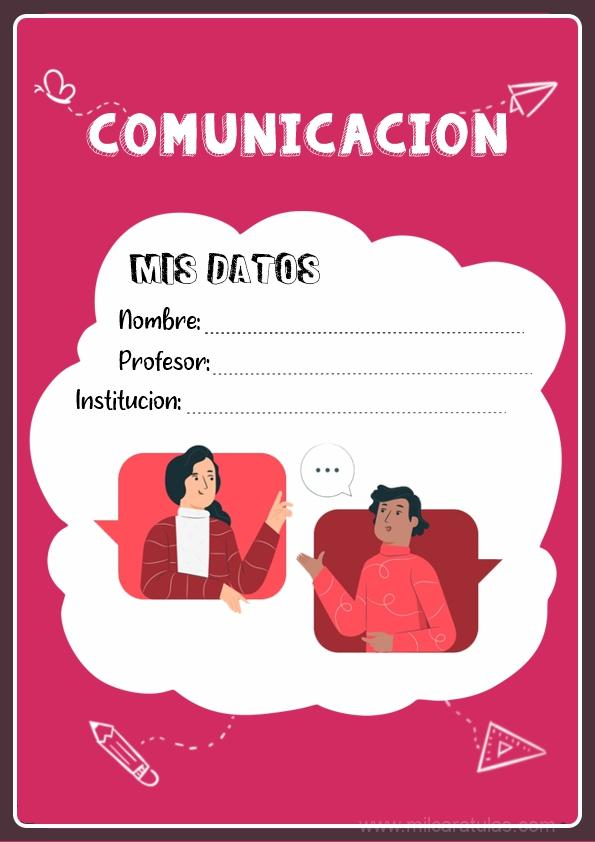 COMUNICACION
MIS DATOS
Nombre:
Profesor:
Institucion:
www.milcaratulas.com